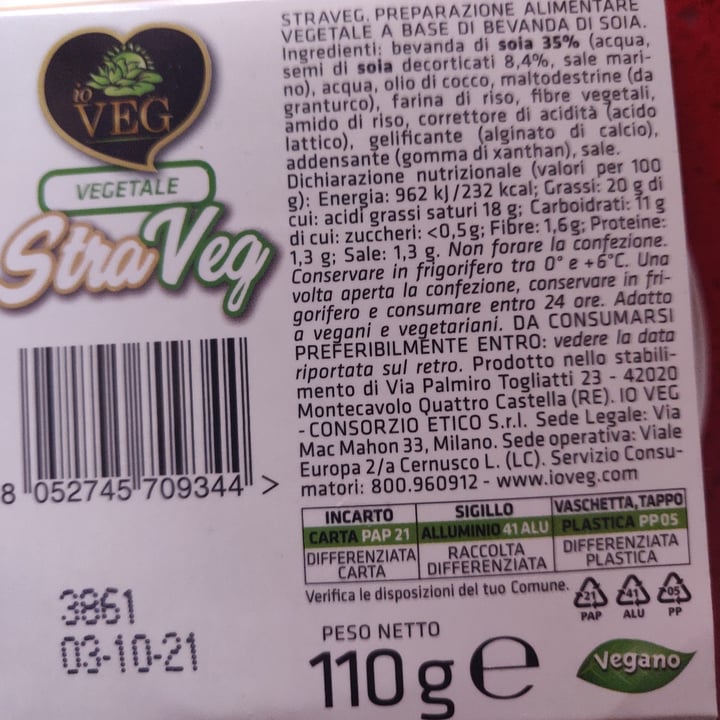 io
VEG
VEGETALE
StraVeg
8 052745 709344 >
3861
03-10-21
STRAVEG. PREPARAZIONE ALIMENTARE
VEGETALE A BASE DI BEVANDA DI SOIA.
Ingredienti: bevanda di soia 35% (acqua,
semi di soia decorticati 8,4%, sale mari-
no), acqua, olio di cocco, maltodestrine (da
granturco), farina di riso, fibre vegetali,
amido di riso, correttore di acidità (acido
lattico), gelificante (alginato di calcio),
addensante (gomma di xanthan), sale.
Dichiarazione nutrizionale (valori per 100
g): Energia: 962 kJ/232 kcal; Grassi: 20 g di
cui: acidi grassi saturi 18 g; Carboidrati: 11 g
di cui: zuccheri: <0,5g; Fibre: 1,6g; Proteine:
1,3 g; Sale: 1,3 g. Non forare la confezione.
Conservare in frigorifero tra 0° e +6°C. Una
volta aperta la confezione, conservare in fri-
gorifero e consumare entro 24 ore. Adatto
a vegani e vegetariani. DA CONSUMARSI
PREFERIBILMENTE ENTRO: vedere la data
riportata sul retro. Prodotto nello stabili-
mento di Via Palmiro Togliatti 23 - 42020
Montecavolo Quattro Castella (RE). IO VEG
- CONSORZIO ETICO S.r.l. Sede Legale: Via
Mac Mahon 33, Milano. Sede operativa: Viale
Europa 2/a Cernusco L. (LC). Servizio Consu-
matori: 800.960912 - www.ioveg.com
INCARTO SIGILLO VASCHETTA, TAPPO
CARTA PAP 21 ALLUMINIO 41 ALU PLASTICA PP05
DIFFERENZIATA RACCOLTA DIFFERENZIATA
CARTA DIFFERENZIATA PLASTICA
Verifica le disposizioni del tuo Comune.
21 41 05
PAP ALU PP
PESO NETTO
110 g e
Vegano